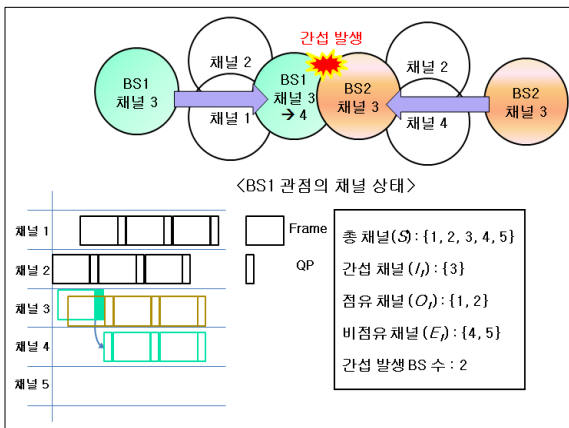 간섭 발생
BS1
채널 3
채널 2
채널 1
BS1
채널 3
→ 4
BS2
채널 3
채널 2
채널 4
BS2
채널 3
<BS1 관점의 채널 상태>
채널 1
채널 2
채널 3
채널 4
채널 5
Frame
QP
총 채널(S) : {1, 2, 3, 4, 5}
간섭 채널(I₁) : {3}
점유 채널(O₁) : {1, 2}
비점유 채널(E₁) : {4, 5}
간섭 발생 BS 수 : 2